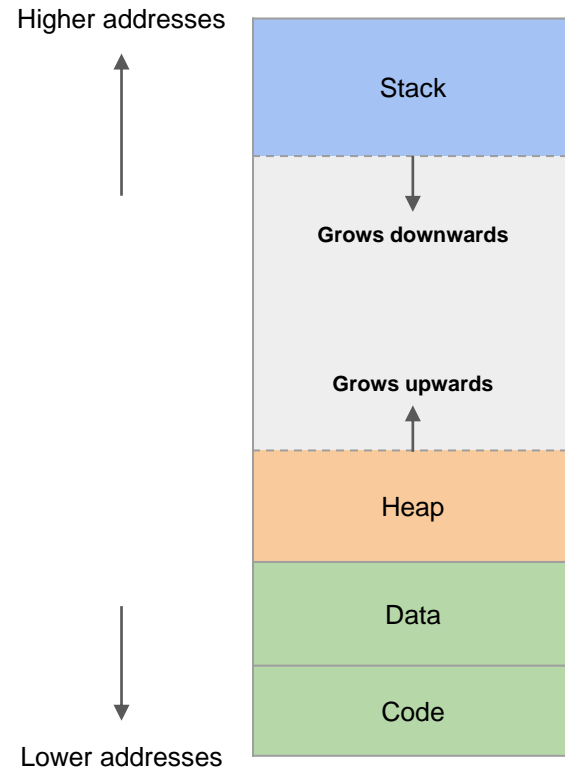 Higher addresses
Stack
Grows downwards
Grows upwards
Heap
Data
Code
Lower addresses